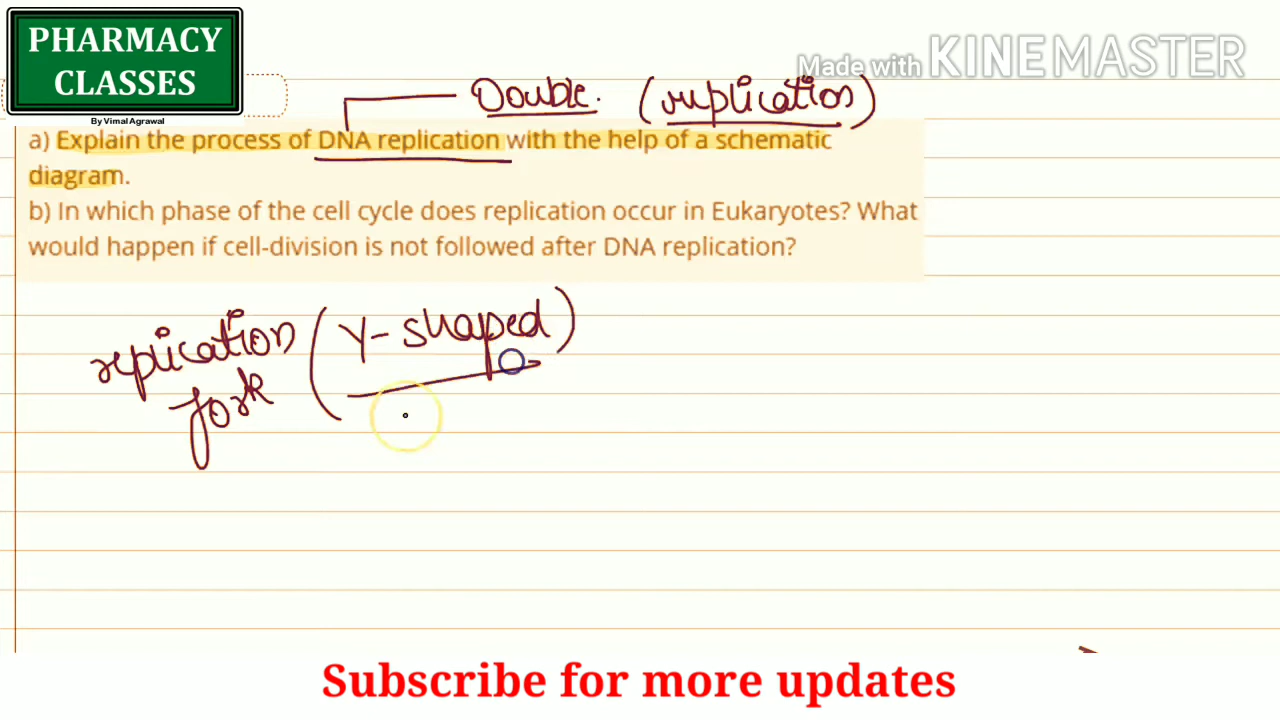 PHARMACY
CLASSES
By Vimal Agrawal
Made with KINEMASTER
Double. (replication)
a) Explain the process of DNA replication with the help of a schematic
diagram.
b) In which phase of the cell cycle does replication occur in Eukaryotes? What
would happen if cell-division is not followed after DNA replication?
replication (Y-shaped)
fork
Subscribe for more updates